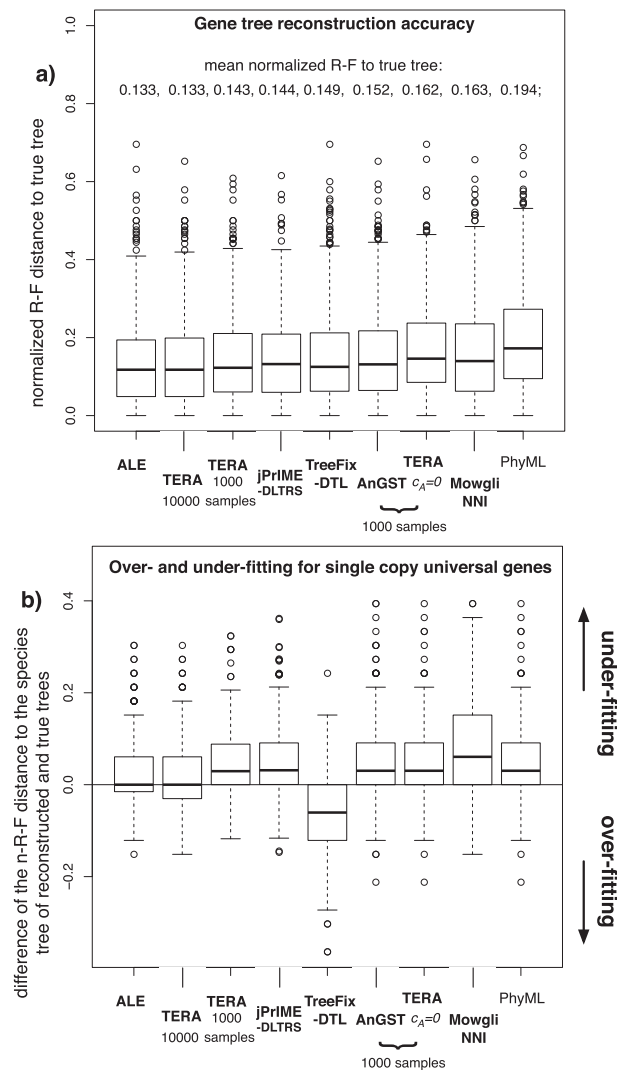 a)
Gene tree reconstruction accuracy
mean normalized R-F to true tree:
0.133, 0.133, 0.143, 0.144, 0.149, 0.152, 0.162, 0.163, 0.194;
normalized R-F distance to true tree
1.0
0.8
0.6
0.4
0.2
0.0
ALE
TERA
10000
TERA
1000
samples
jPrIME
-DLTRS
TreeFix
-DTL
AnGST
TERA
cA=0
1000 samples
Mowgli
NNI
PhyML
b)
Over- and under-fitting for single copy universal genes
difference of the n-R-F distance to the species
tree of reconstructed and true trees
0.4
0.2
0.0
−0.2
under-fitting
over-fitting
ALE
TERA
10000
TERA
1000
samples
jPrIME
-DLTRS
TreeFix
-DTL
AnGST
TERA
cA=0
1000 samples
Mowgli
NNI
PhyML